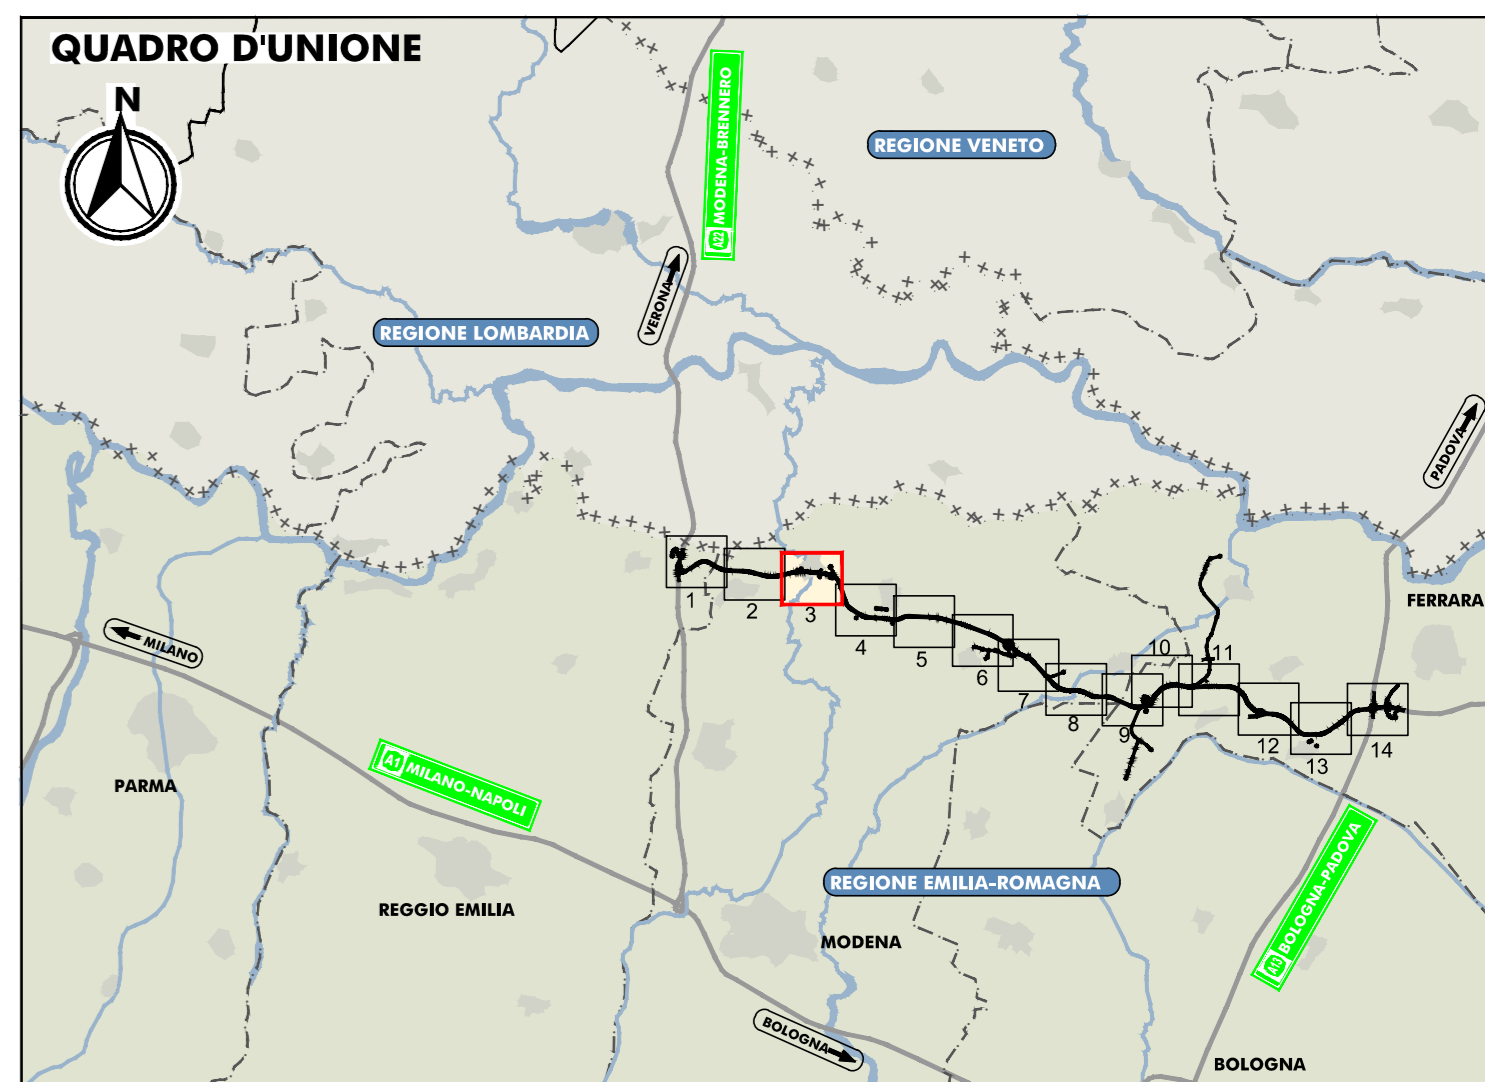 QUADRO D'UNIONE
N
A22 MODENA-BRENNERO
REGIONE VENETO
VERONA
REGIONE LOMBARDIA
PADOVA
1
2
3
4
5
6
7
8
9
10
11
12
13
14
FERRARA
MILANO
PARMA
A1 MILANO-NAPOLI
REGGIO EMILIA
REGIONE EMILIA-ROMAGNA
MODENA
A13 BOLOGNA-PADOVA
BOLOGNA
BOLOGNA